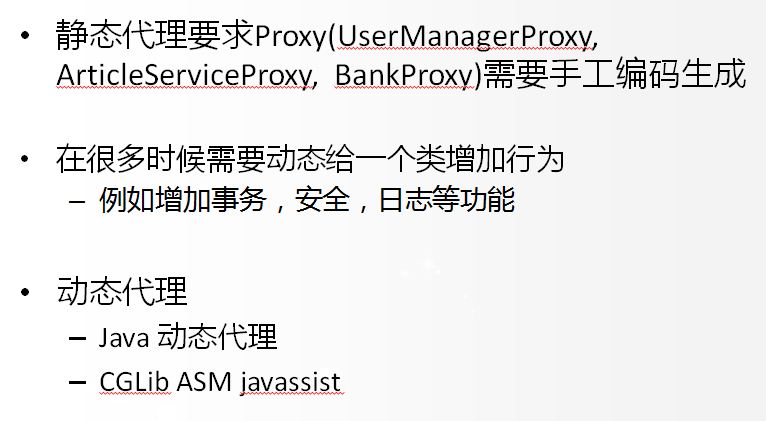 • 静态代理要求Proxy(UserManagerProxy,
ArticleServiceProxy, BankProxy)需要手工编码生成
• 在很多时候需要动态给一个类增加行为
– 例如增加事务，安全，日志等功能
• 动态代理
– Java 动态代理
– CGLib ASM javassist